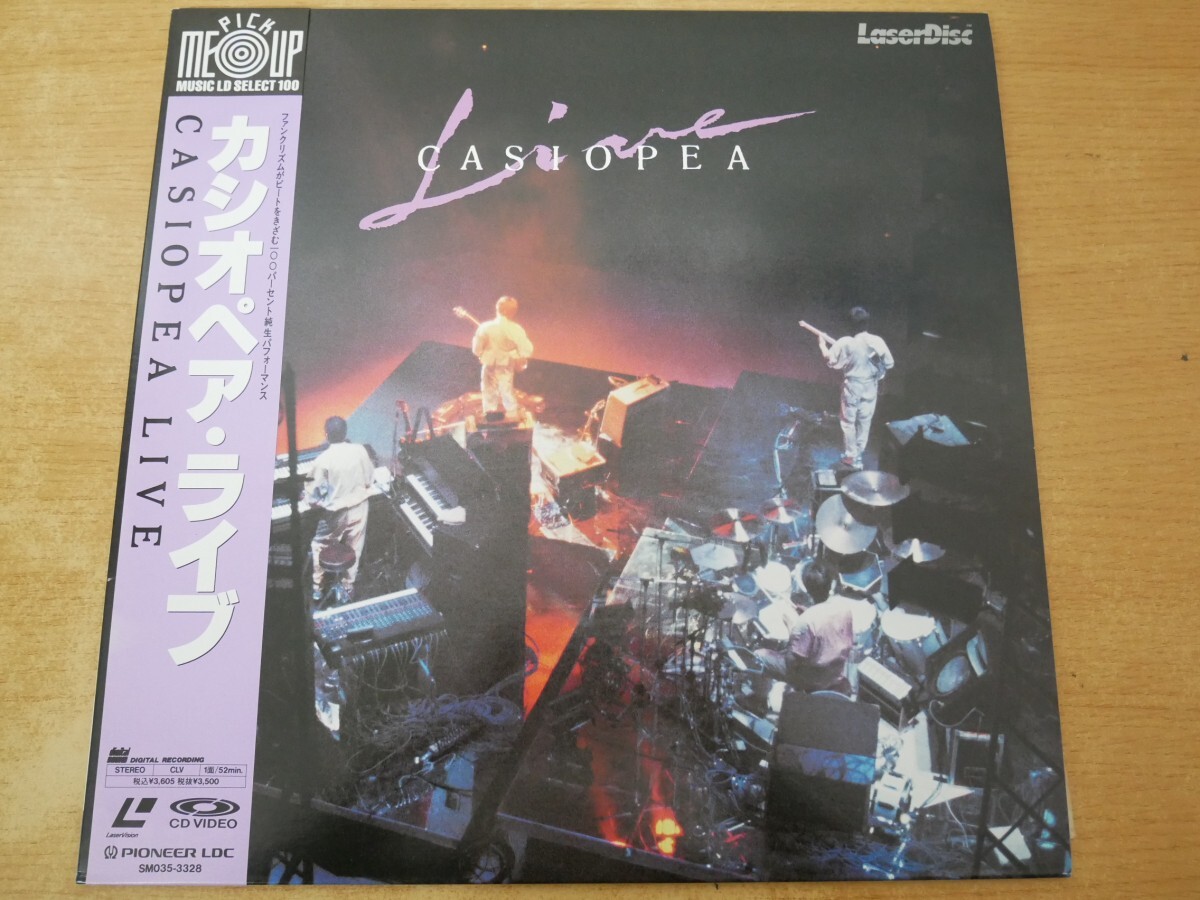 PICK
ME UP
MUSIC LD SELECT 100
カシオペア・ライブ
CASIOPEA LIVE
ファンクリズムがビートをきざむ一〇〇パーセント純生パフォーマンス
LaserDisc
Live
CASIOPEA
digital
DIGITAL RECORDING
STEREO CLV 1面/52min.
税込¥3,605 税抜¥3,500
LaserVision
CD VIDEO
PIONEER LDC
SM035-3328